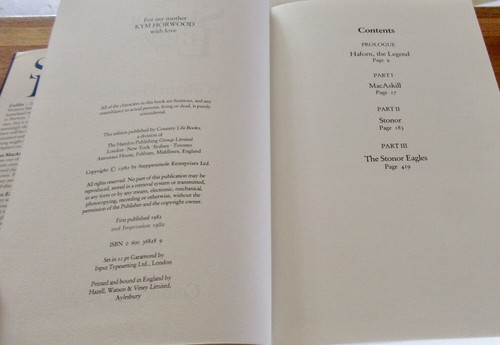 For my mother
KYM HORWOOD
with love
All of the characters in this book are fictitious, and any
resemblance to actual persons, living or dead, is purely
coincidental.
This edition published by Country Life Books,
a division of
The Hamlyn Publishing Group Limited
London · New York · Sydney · Toronto
Astronaut House, Feltham, Middlesex, England
Copyright © 1982 by Steppenmole Enterprises Ltd.
All rights reserved. No part of this publication may be
reproduced, stored in a retrieval system or transmitted,
in any form or by any means, electronic, mechanical,
photocopying, recording or otherwise, without the
permission of the Publisher and the copyright owner.
First published 1982
2nd Impression 1982
ISBN 0 600 36828 9
Set in 11 pt Garamond by
Input Typesetting Ltd., London
Printed and bound in England by
Hazell, Watson & Viney Limited,
Aylesbury
Contents
PROLOGUE
Haforn, the Legend
Page 9
PART I
MacAskill
Page 17
PART II
Stonor
Page 183
PART III
The Stonor Eagles
Page 419